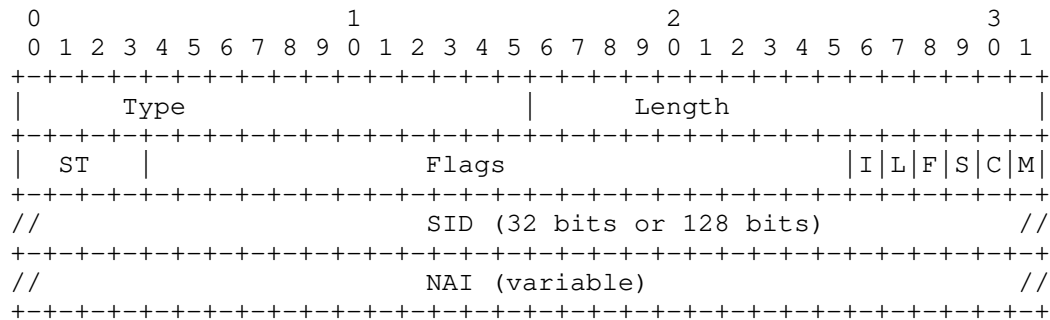 0                   1                   2                   3
 0 1 2 3 4 5 6 7 8 9 0 1 2 3 4 5 6 7 8 9 0 1 2 3 4 5 6 7 8 9 0 1
+-+-+-+-+-+-+-+-+-+-+-+-+-+-+-+-+-+-+-+-+-+-+-+-+-+-+-+-+-+-+-+-+
|      Type                     |      Length                   |
+-+-+-+-+-+-+-+-+-+-+-+-+-+-+-+-+-+-+-+-+-+-+-+-+-+-+-+-+-+-+-+-+
|  ST   |                 Flags                     |I|L|F|S|C|M|
+-+-+-+-+-+-+-+-+-+-+-+-+-+-+-+-+-+-+-+-+-+-+-+-+-+-+-+-+-+-+-+-+
//                        SID (32 bits or 128 bits)            //
+-+-+-+-+-+-+-+-+-+-+-+-+-+-+-+-+-+-+-+-+-+-+-+-+-+-+-+-+-+-+-+-+
//                        NAI (variable)                       //
+-+-+-+-+-+-+-+-+-+-+-+-+-+-+-+-+-+-+-+-+-+-+-+-+-+-+-+-+-+-+-+-+